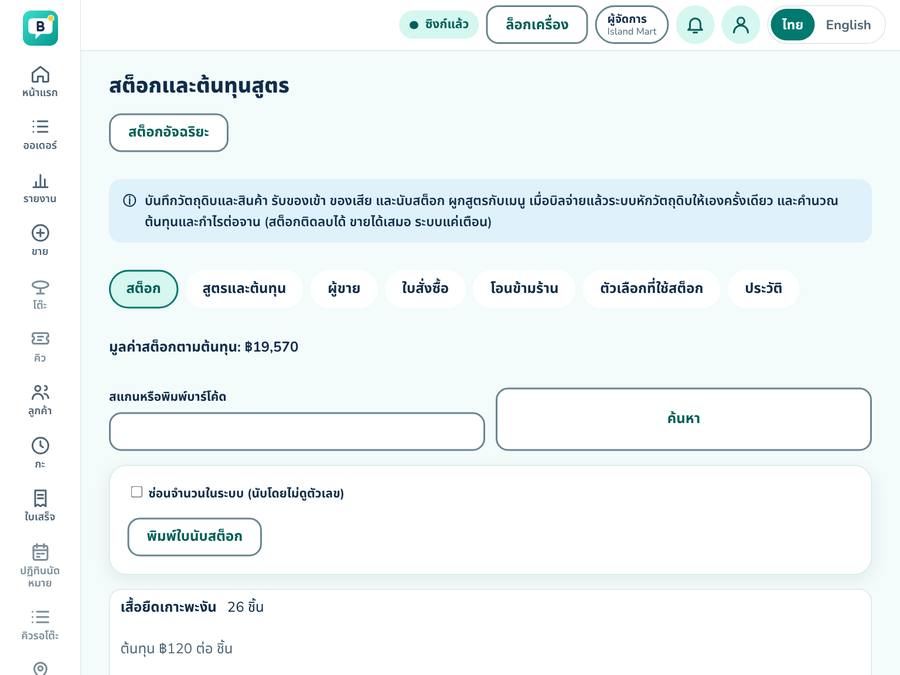 B
ซิงก์แล้ว
ล็อกเครื่อง
ผู้จัดการ
Island Mart
ไทย
English
หน้าแรก
ออเดอร์
รายงาน
ขาย
โต๊ะ
คิว
ลูกค้า
กะ
ใบเสร็จ
ปฏิทินนัด
หมาย
คิวรอโต๊ะ
สต็อกและต้นทุนสูตร
สต็อกอัจฉริยะ
บันทึกวัตถุดิบและสินค้า รับของเข้า ของเสีย และนับสต็อก ผูกสูตรกับเมนู เมื่อบิลจ่ายแล้วระบบหักวัตถุดิบให้เองครั้งเดียว และคำนวณ
ต้นทุนและกำไรต่อจาน (สต็อกติดลบได้ ขายได้เสมอ ระบบแค่เตือน)
สต็อก
สูตรและต้นทุน
ผู้ขาย
ใบสั่งซื้อ
โอนข้ามร้าน
ตัวเลือกที่ใช้สต็อก
ประวัติ
มูลค่าสต็อกตามต้นทุน: ฿19,570
สแกนหรือพิมพ์บาร์โค้ด
ค้นหา
ซ่อนจำนวนในระบบ (นับโดยไม่ดูตัวเลข)
พิมพ์ใบนับสต็อก
เสื้อยืดเกาะพะงัน 26 ชิ้น
ต้นทุน ฿120 ต่อ ชิ้น